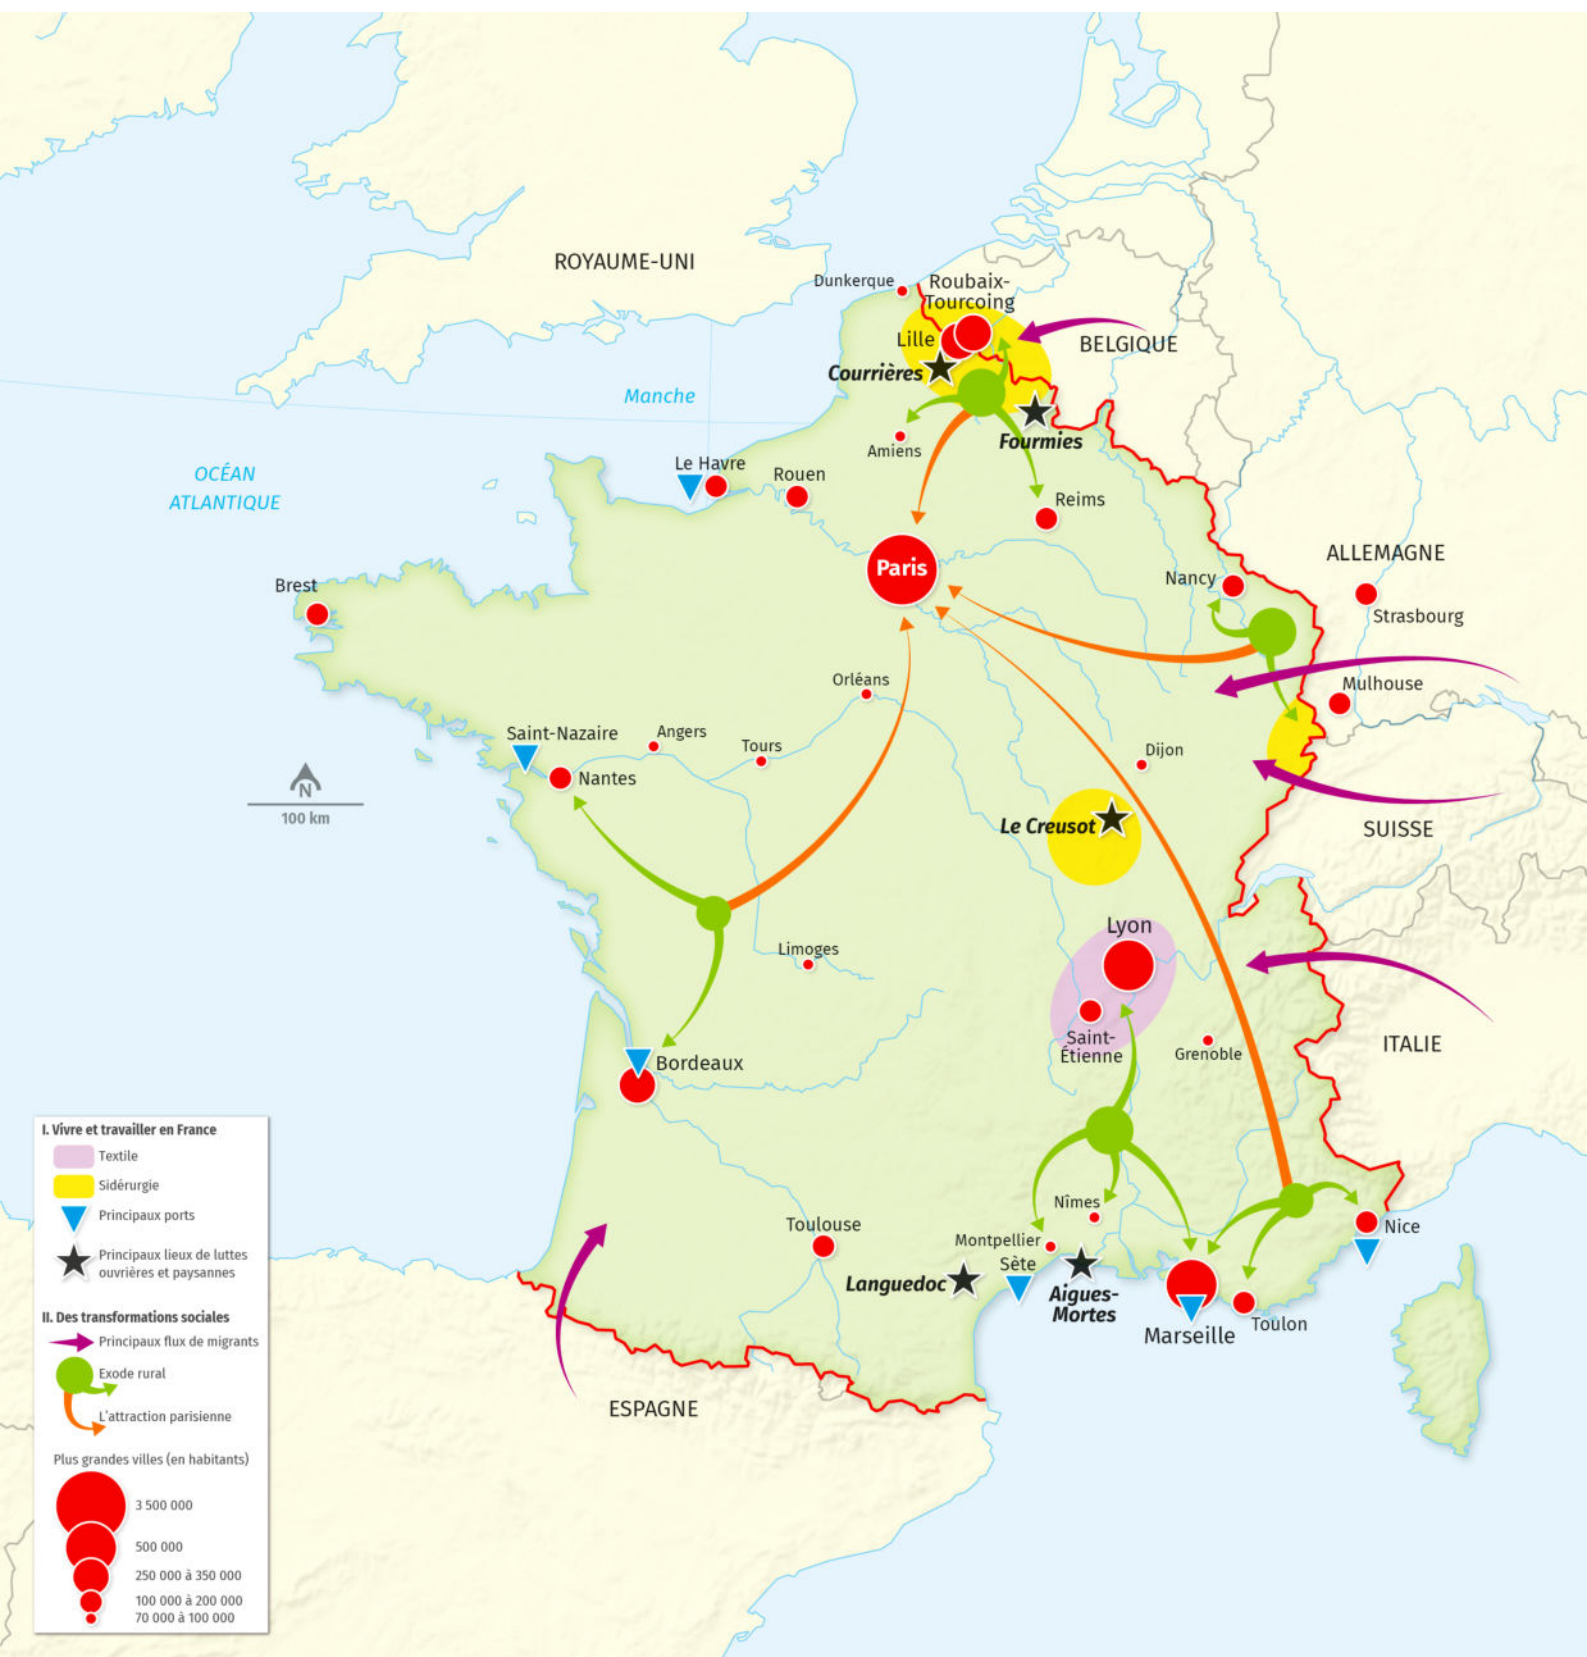 ROYAUME-UNI
Dunkerque
Roubaix-
Tourcoing
Lille
BELGIQUE
Courrières
Manche
Fournies
Amiens
OCÉAN
ATLANTIQUE
Le Havre
Rouen
Reims
ALLEMAGNE
Paris
Nancy
Brest
Strasbourg
Orléans
Mulhouse
Saint-Nazaire
Angers
Tours
Dijon
Nantes
N
100 km
Le Creusot
SUISSE
Lyon
Limoges
Saint-
Étienne
Grenoble
ITALIE
Bordeaux
Nîmes
Toulouse
Nice
Montpellier
Sète
Languedoc
Aigues-
Mortes
Marseille
Toulon
ESPAGNE
I. Vivre et travailler en France
Textile
Sidérurgie
Principaux ports
Principaux lieux de luttes
ouvrières et paysannes
II. Des transformations sociales
Principaux flux de migrants
Exode rural
L'attraction parisienne
Plus grandes villes (en habitants)
3 500 000
500 000
250 000 à 350 000
100 000 à 200 000
70 000 à 100 000